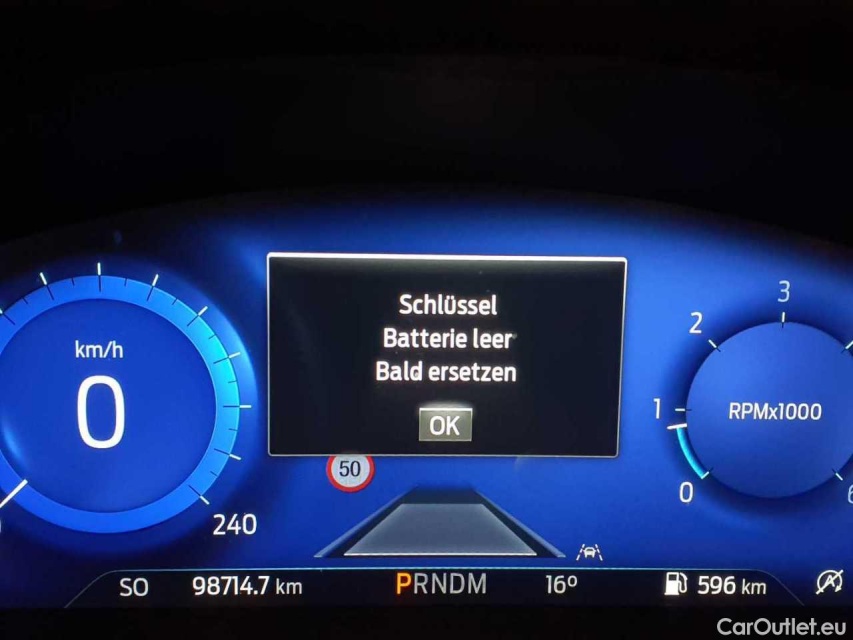 Schlüssel
Batterie leer
Bald ersetzen
OK
km/h
0
240
50
3
2
1
0
RPMx1000
SO
98714.7 km
PRNDM
16°
596 km
CarOutlet.eu